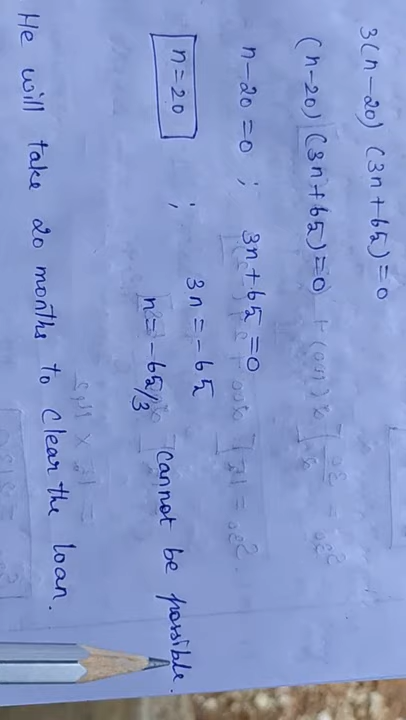 3(n-20) (3n+65)=0
(n-20) (3n+65)=0
n-20=0 ; 3n+65=0
; 3n=-65
n=20 n=-65/3 cannot be possible.
He will take 20 months to clear the loan.